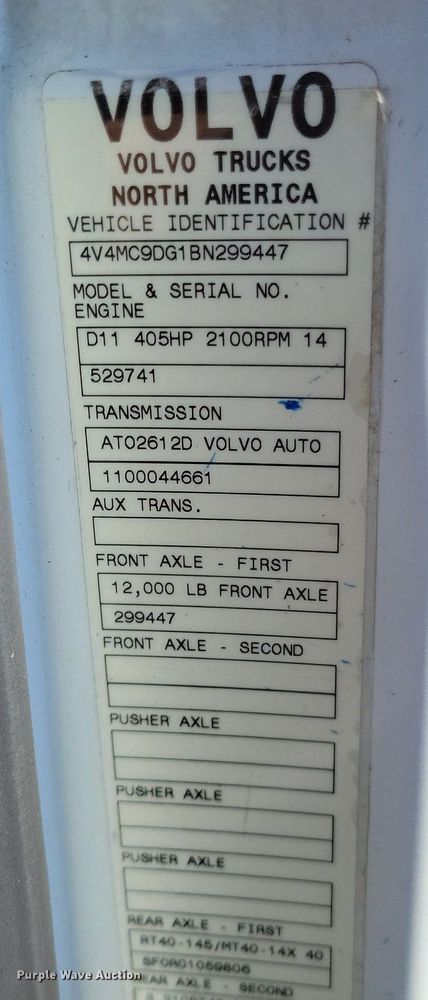 VOLVO
VOLVO TRUCKS
NORTH AMERICA
VEHICLE IDENTIFICATION #
4V4MC9DG1BN299447
MODEL & SERIAL NO.
ENGINE
D11 405HP 2100RPM 14
529741
TRANSMISSION
ATO2612D VOLVO AUTO
1100044661
AUX TRANS.
FRONT AXLE - FIRST
12,000 LB FRONT AXLE
299447
FRONT AXLE - SECOND
PUSHER AXLE
PUSHER AXLE
PUSHER AXLE
REAR AXLE - FIRST
RT40-145/MT40-14X 40
REAR AXLE - SECOND
Purple Wave Auction